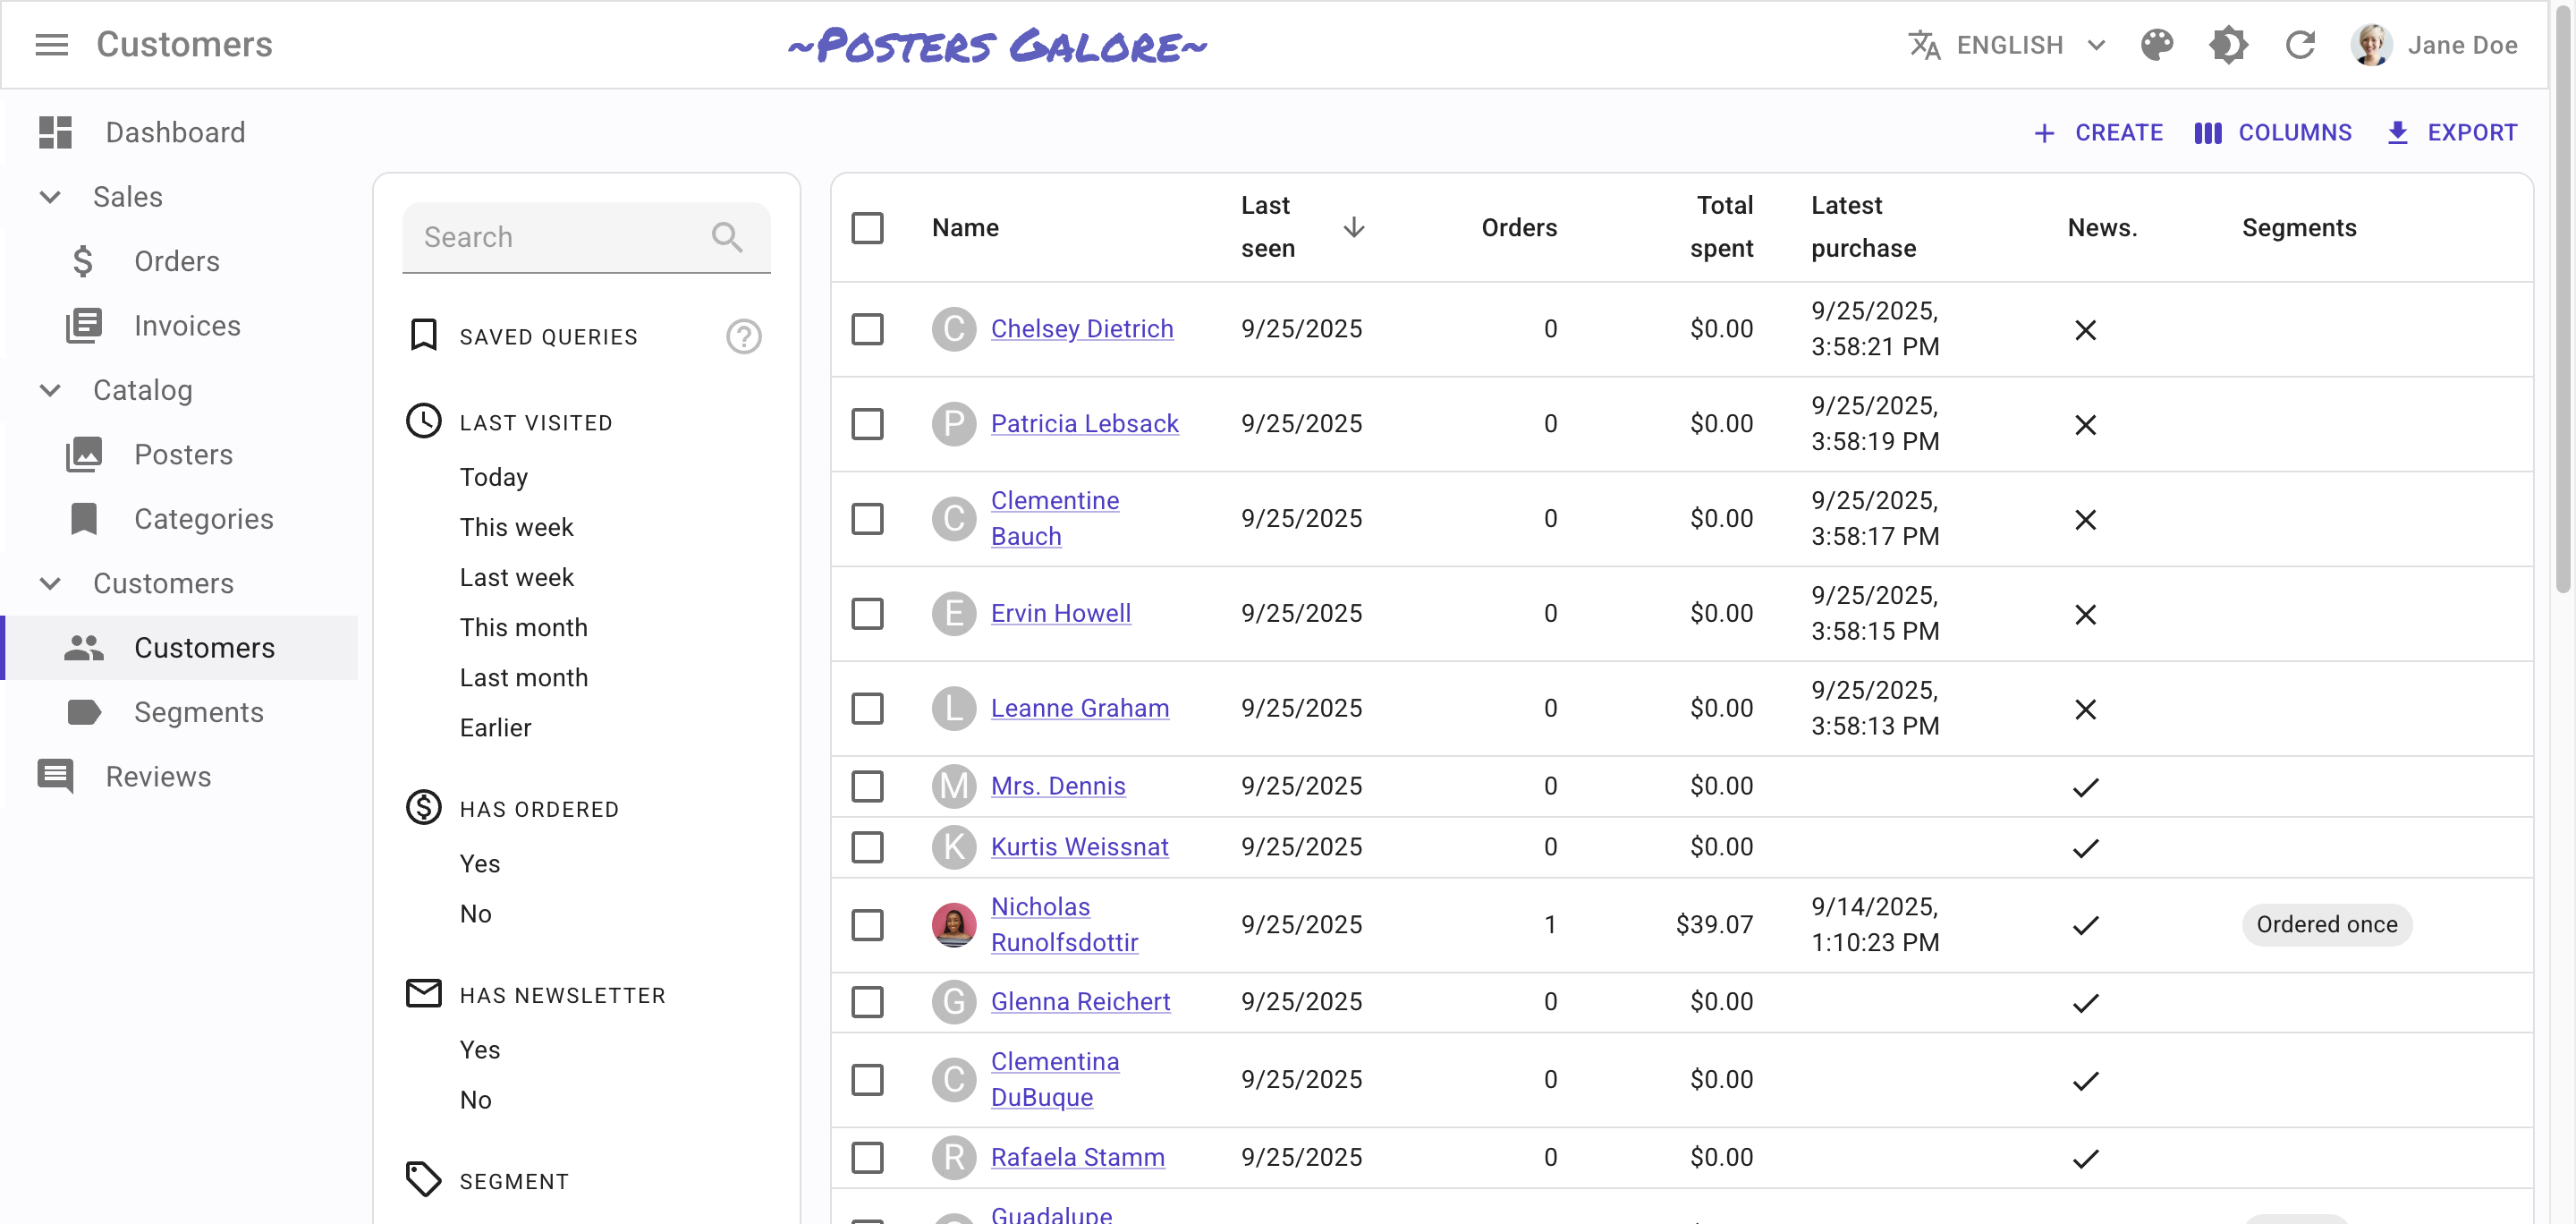 Customers
~Posters Galore~
ENGLISH
Jane Doe
Dashboard
Sales
Orders
Invoices
Catalog
Posters
Categories
Customers
Customers
Segments
Reviews
CREATE
COLUMNS
EXPORT
Search
SAVED QUERIES
?
LAST VISITED
Today
This week
Last week
This month
Last month
Earlier
HAS ORDERED
Yes
No
HAS NEWSLETTER
Yes
No
SEGMENT
Name Last seen Orders Total spent Latest purchase News. Segments
C Chelsey Dietrich 9/25/2025 0 $0.00 9/25/2025, 3:58:21 PM
P Patricia Lebsack 9/25/2025 0 $0.00 9/25/2025, 3:58:19 PM
C Clementine Bauch 9/25/2025 0 $0.00 9/25/2025, 3:58:17 PM
E Ervin Howell 9/25/2025 0 $0.00 9/25/2025, 3:58:15 PM
L Leanne Graham 9/25/2025 0 $0.00 9/25/2025, 3:58:13 PM
M Mrs. Dennis 9/25/2025 0 $0.00
K Kurtis Weissnat 9/25/2025 0 $0.00
Nicholas Runolfsdottir 9/25/2025 1 $39.07 9/14/2025, 1:10:23 PM Ordered once
G Glenna Reichert 9/25/2025 0 $0.00
C Clementina DuBuque 9/25/2025 0 $0.00
R Rafaela Stamm 9/25/2025 0 $0.00
Guadalupe